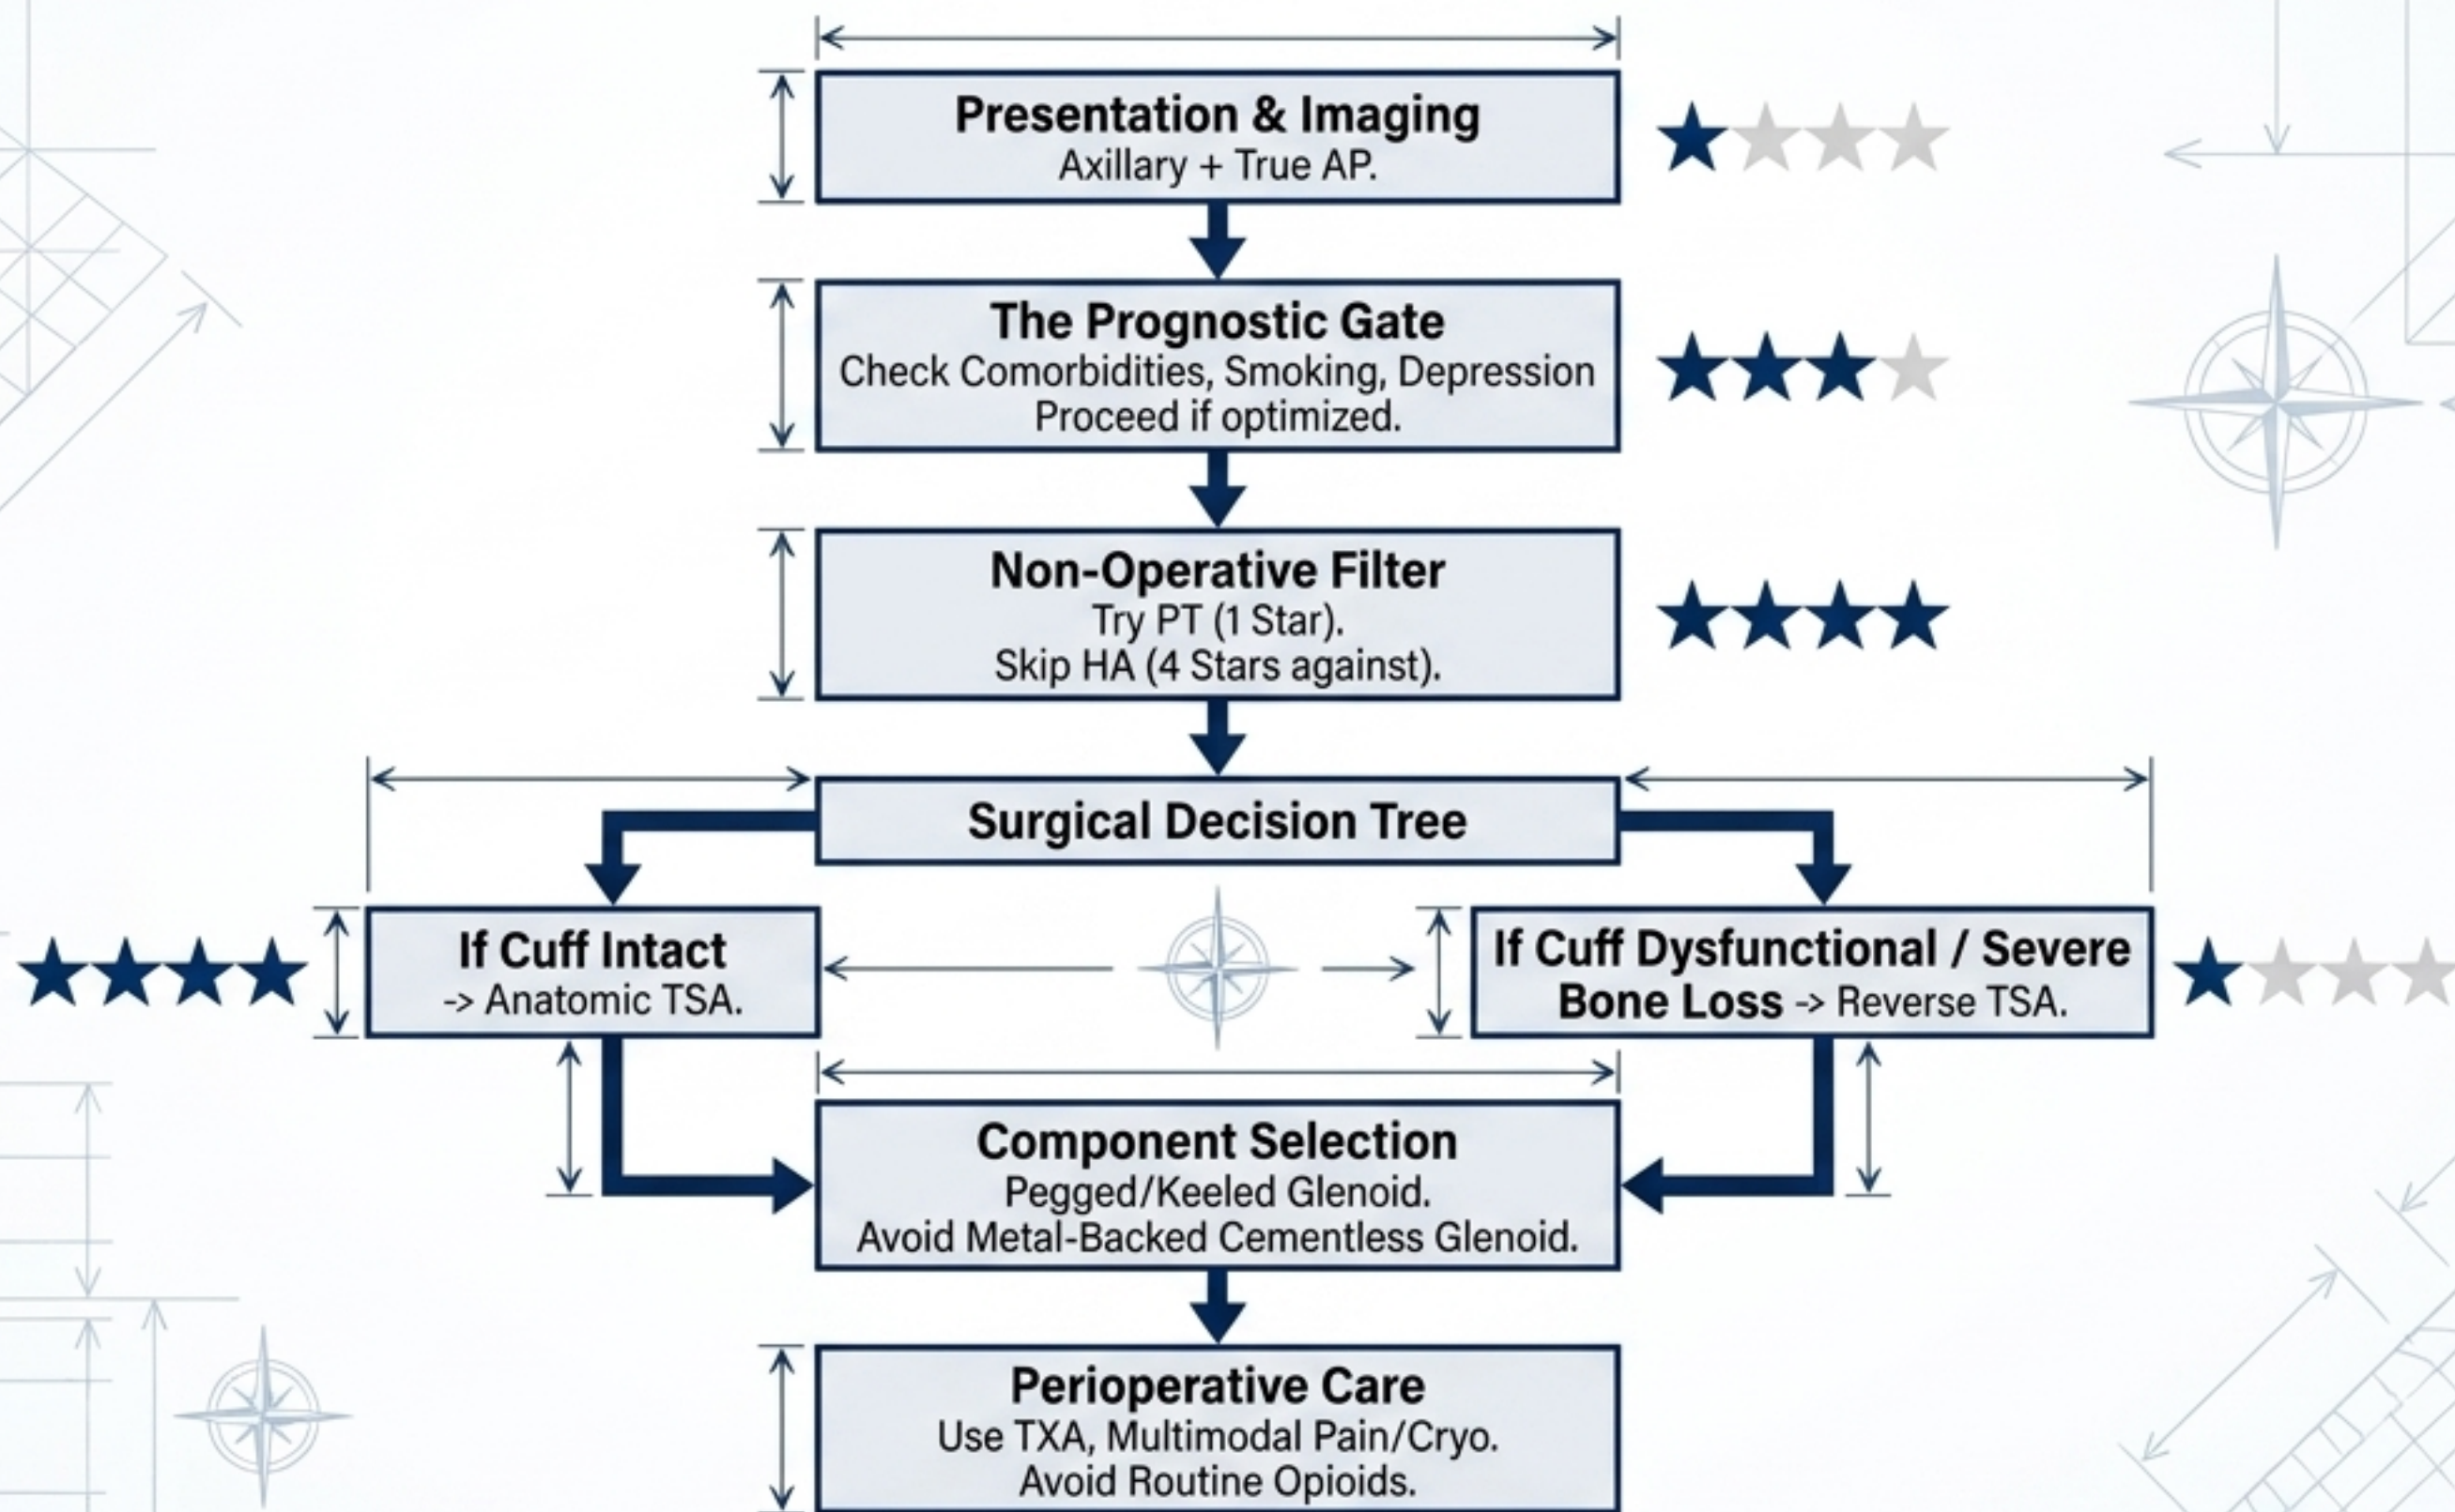 Presentation & Imaging
Axillary + True AP.
The Prognostic Gate
Check Comorbidities, Smoking, Depression
Proceed if optimized.
Non-Operative Filter
Try PT (1 Star).
Skip HA (4 Stars against).
Surgical Decision Tree
If Cuff Intact
-> Anatomic TSA.
If Cuff Dysfunctional / Severe
Bone Loss -> Reverse TSA.
Component Selection
Pegged/Keeled Glenoid.
Avoid Metal-Backed Cementless Glenoid.
Perioperative Care
Use TXA, Multimodal Pain/Cryo.
Avoid Routine Opioids.